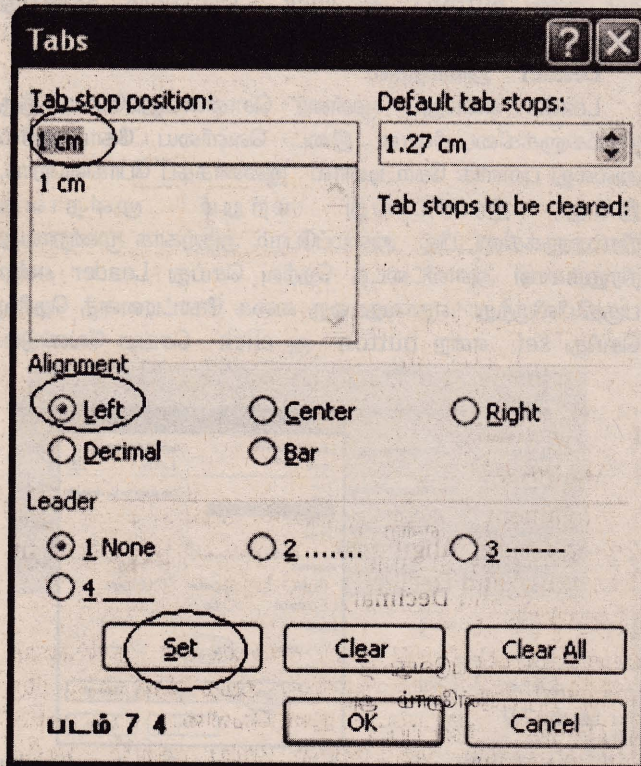 Tabs
Tab stop position:
Default tab stops:
1 cm
1.27 cm
1 cm
Tab stops to be cleared:
Alignment
Left
Center
Right
Decimal
Bar
Leader
1 None
2 .......
3 -------
4 ____
Set
Clear
Clear All
OK
Cancel
படம் 7 4